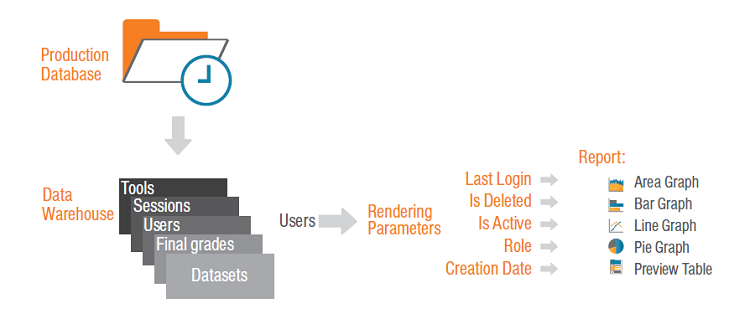 Production
Database
Data
Warehouse
Tools
Sessions
Users
Final grades
Datasets
Users
Rendering
Parameters
Last Login
Is Deleted
Is Active
Role
Creation Date
Report:
Area Graph
Bar Graph
Line Graph
Pie Graph
Preview Table